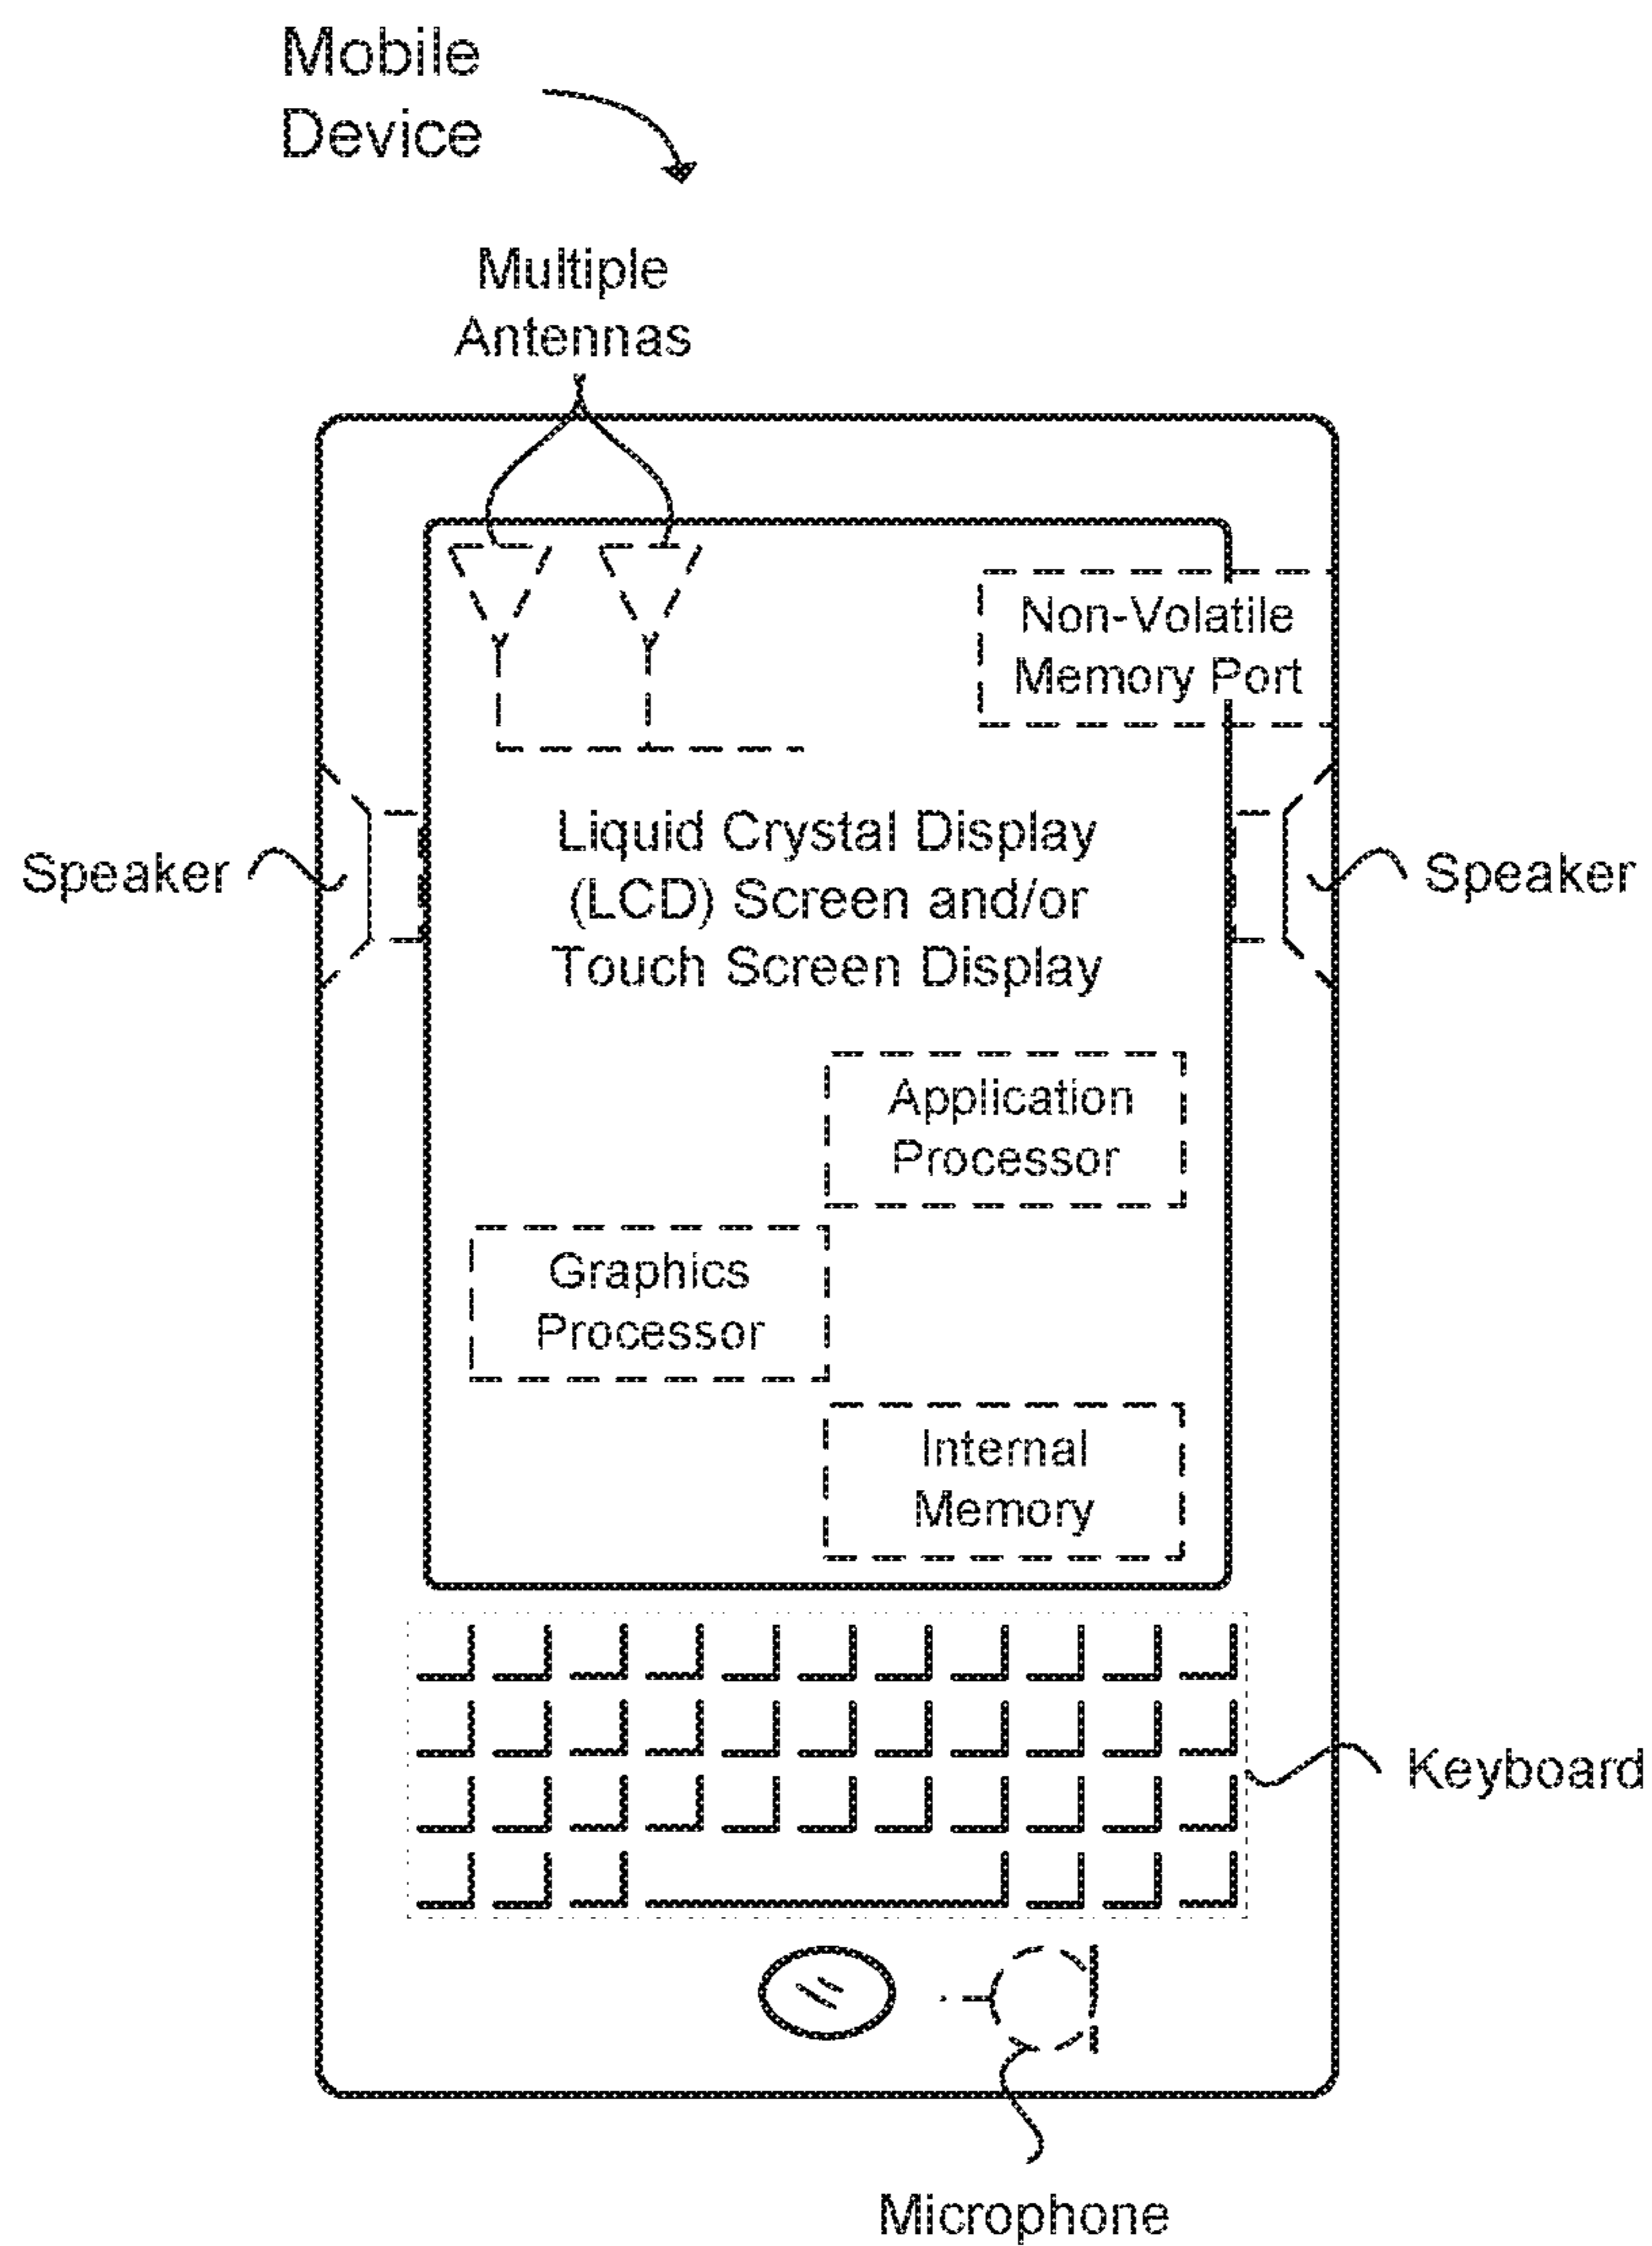 Mobile
Device
Multiple
Antennas
Non-Volatile
Memory Port
Speaker
Liquid Crystal Display
(LCD) Screen and/or
Touch Screen Display
Speaker
Application
Processor
Graphics
Processor
Internal
Memory
Keyboard
Microphone